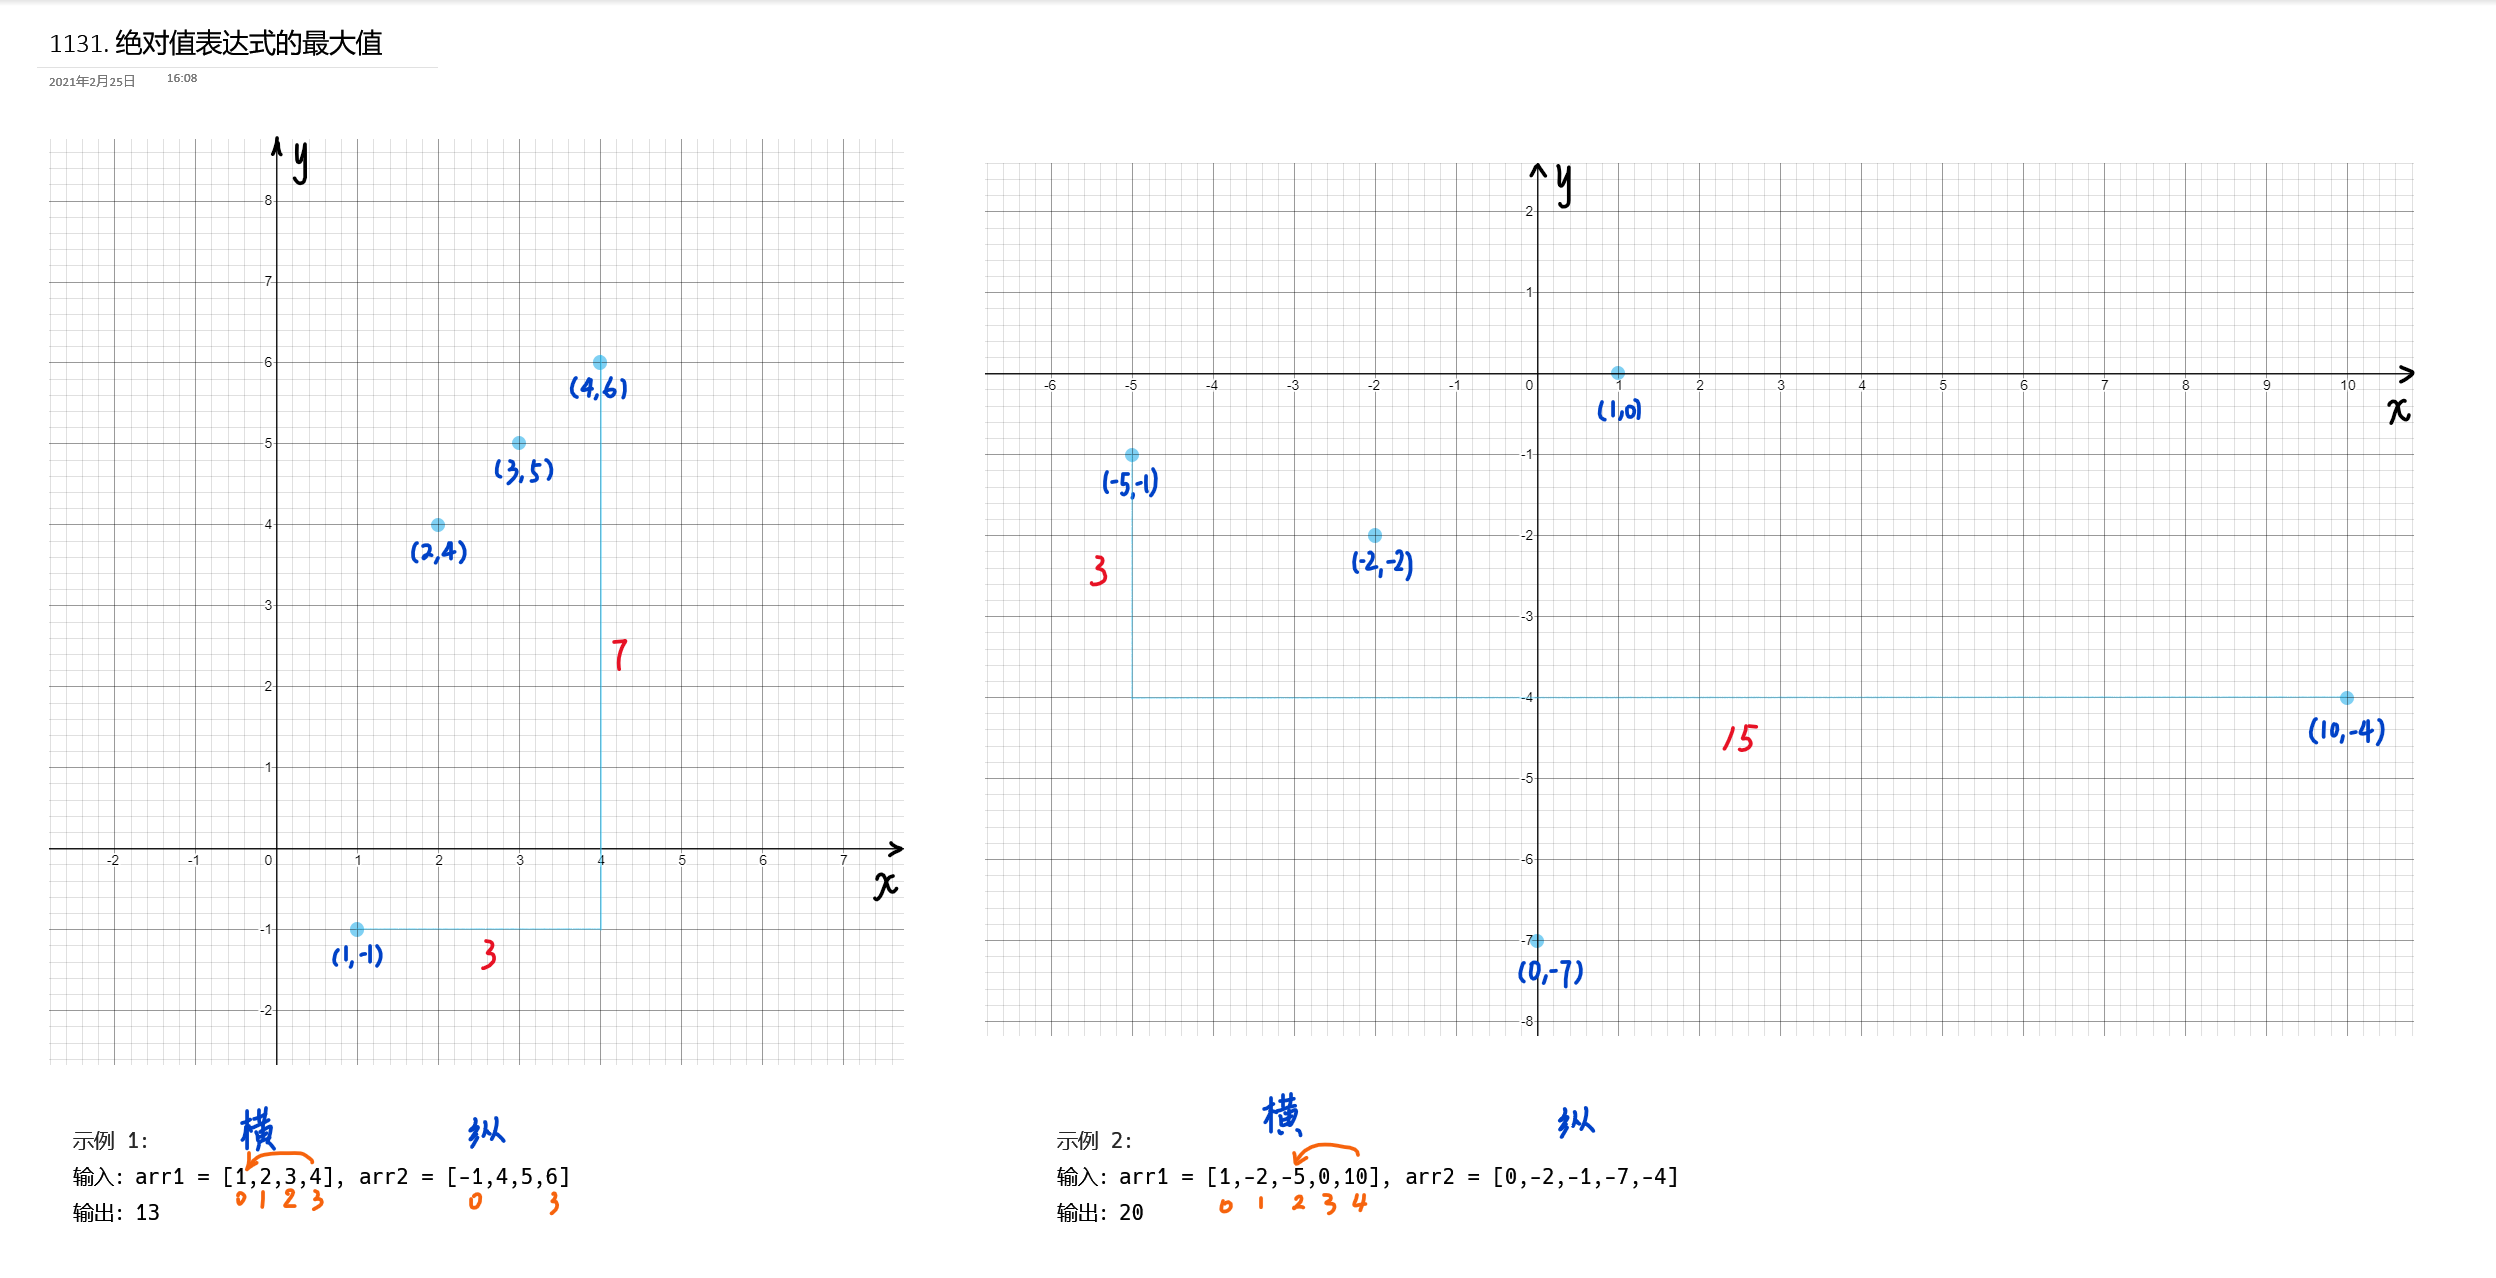 1131. 绝对值表达式的最大值
2021年2月25日 16:08
y
8
7
6
(4,6)
5
(3,5)
4
(2,4)
3
7
2
1
-2 -1 0 1 2 3 4 5 6 7
x
-1
(1,-1)
3
-2
y
2
1
-6 -5 -4 -3 -2 -1 0 1 2 3 4 5 6 7 8 9 10
x
(1,0)
-1
(-5,-1)
-2
(-2,-2)
3
-3
-4
(10,-4)
15
-5
-6
-7
(0,-7)
-8
横 纵
示例 1:
输入: arr1 = [1,2,3,4], arr2 = [-1,4,5,6]
0 1 2 3 0 3
输出: 13
横 纵
示例 2:
输入: arr1 = [1,-2,-5,0,10], arr2 = [0,-2,-1,-7,-4]
0 1 2 3 4
输出: 20